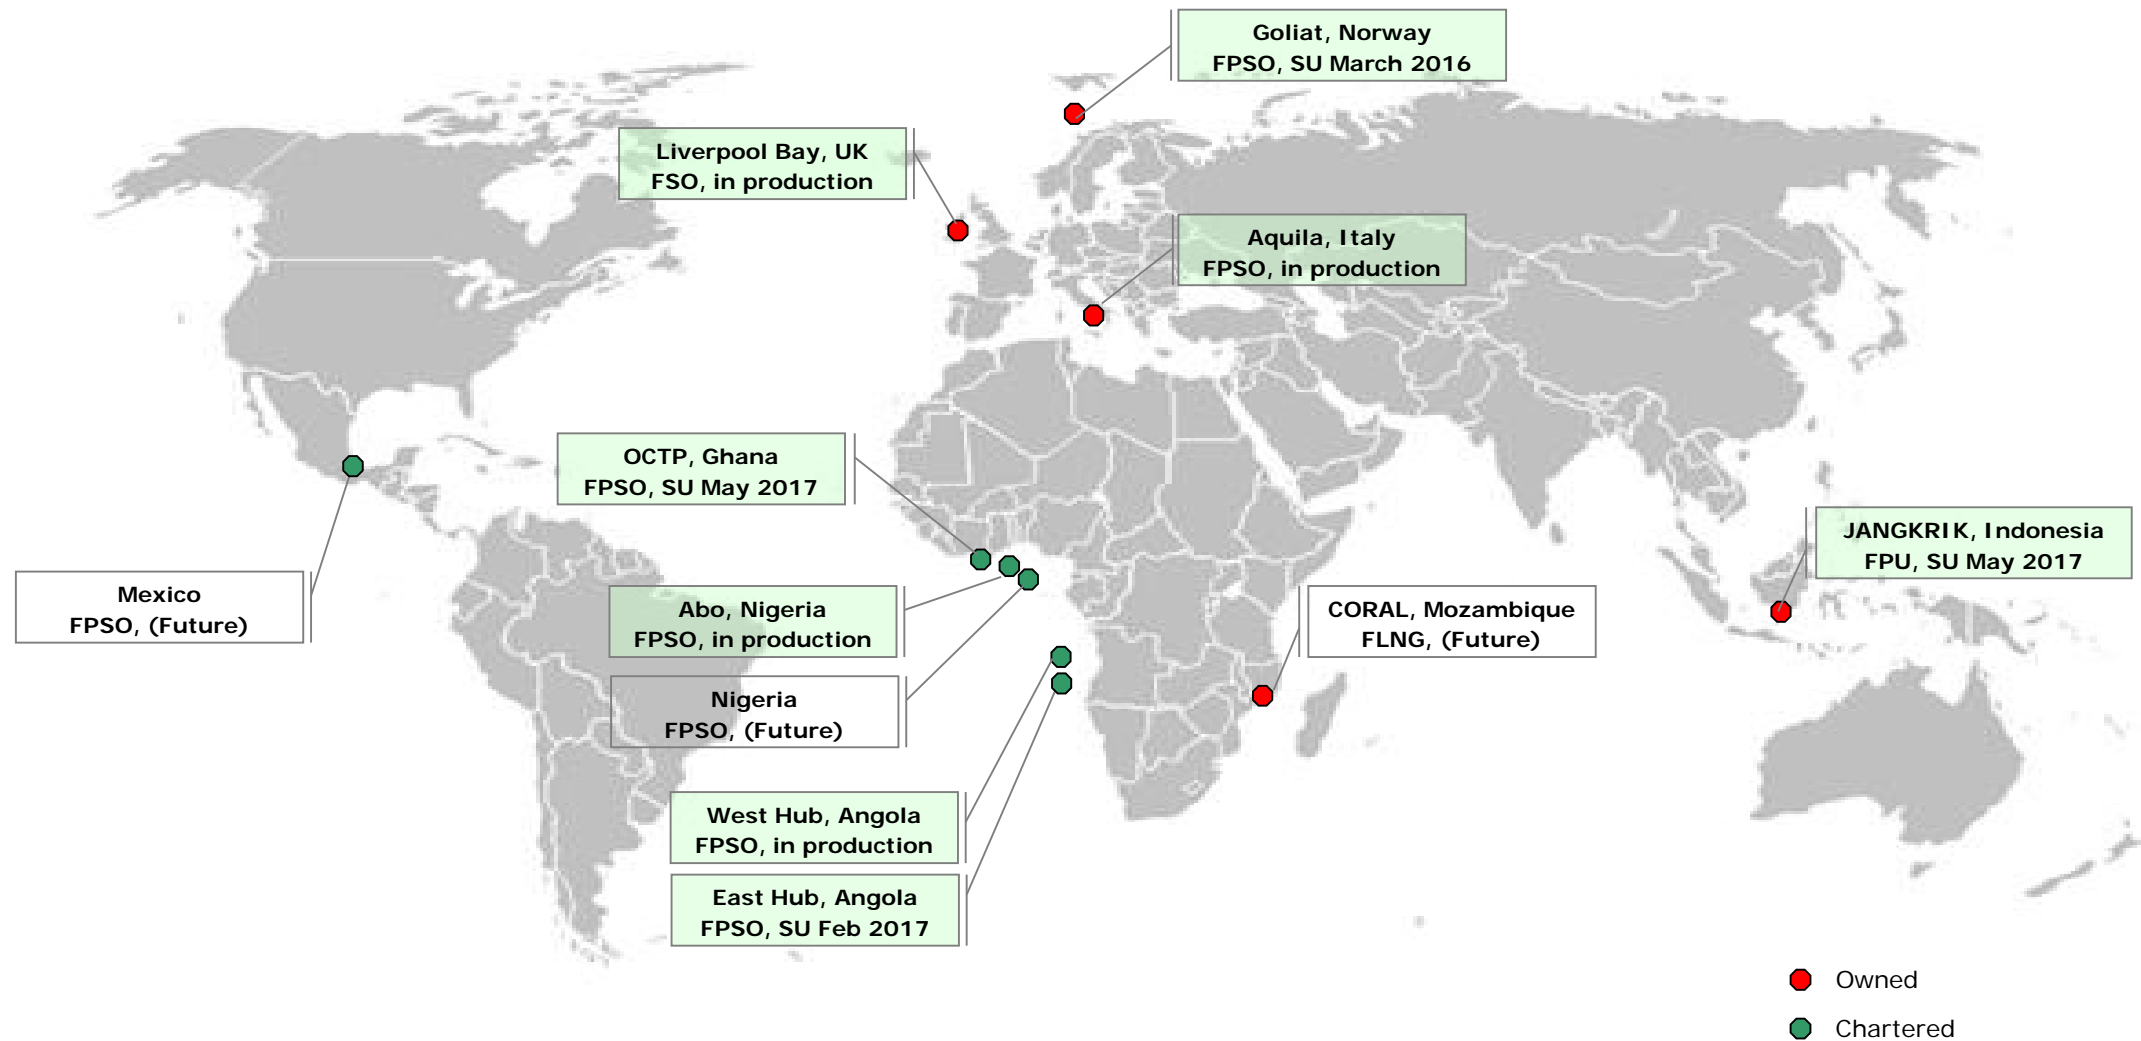 Goliat, Norway
FPSO, SU March 2016
Liverpool Bay, UK
FSO, in production
Aquila, Italy
FPSO, in production
OCTP, Ghana
FPSO, SU May 2017
JANGKRIK, Indonesia
FPU, SU May 2017
Mexico
FPSO, (Future)
Abo, Nigeria
FPSO, in production
CORAL, Mozambique
FLNG, (Future)
Nigeria
FPSO, (Future)
West Hub, Angola
FPSO, in production
East Hub, Angola
FPSO, SU Feb 2017
Owned
Chartered